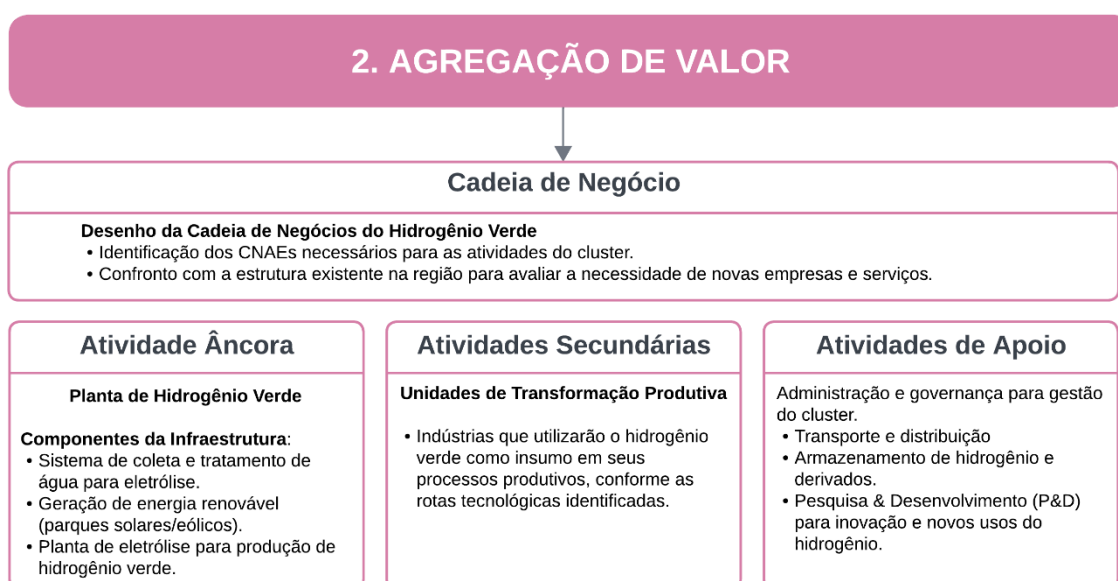 2. AGREGAÇÃO DE VALOR
Cadeia de Negócio
Desenho da Cadeia de Negócios do Hidrogênio Verde
• Identificação dos CNAEs necessários para as atividades do cluster.
• Confronto com a estrutura existente na região para avaliar a necessidade de novas empresas e serviços.
Atividade Âncora
Planta de Hidrogênio Verde
Componentes da Infraestrutura:
• Sistema de coleta e tratamento de
água para eletrólise.
• Geração de energia renovável
(parques solares/eólicos).
• Planta de eletrólise para produção de
hidrogênio verde.
Atividades Secundárias
Unidades de Transformação Produtiva
• Indústrias que utilizarão o hidrogênio
verde como insumo em seus
processos produtivos, conforme as
rotas tecnológicas identificadas.
Atividades de Apoio
Administração e governança para gestão
do cluster.
• Transporte e distribuição
• Armazenamento de hidrogênio e
derivados.
• Pesquisa & Desenvolvimento (P&D)
para inovação e novos usos do
hidrogênio.